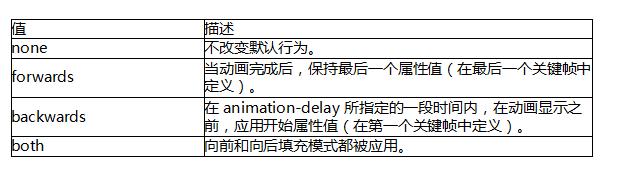 值 描述
none 不改变默认行为。
forwards 当动画完成后，保持最后一个属性值（在最后一个关键帧中
定义）。
backwards 在 animation-delay 所指定的一段时间内，在动画显示之
前，应用开始属性值（在第一个关键帧中定义）。
both 向前和向后填充模式都被应用。